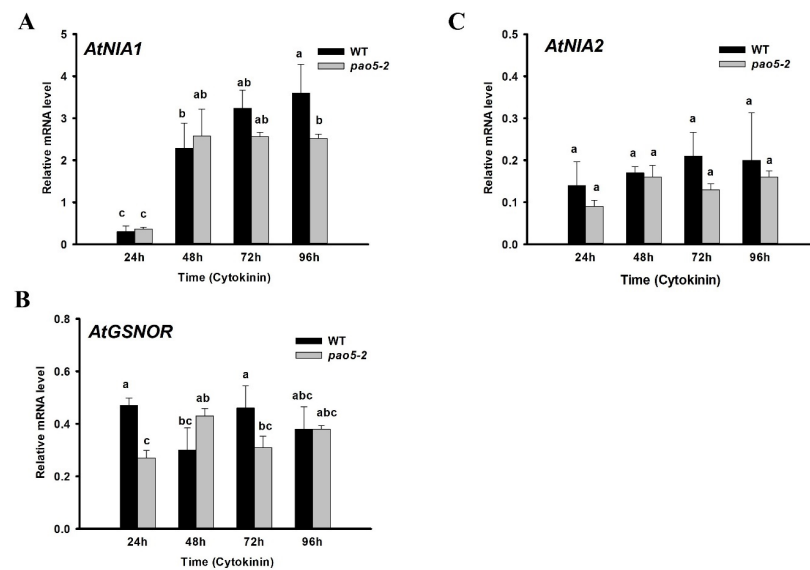 A
AtNIA1
WT
pao5-2
Relative mRNA level
5
4
3
2
1
0
c c b ab ab ab a b
24h 48h 72h 96h
Time (Cytokinin)
C
AtNIA2
WT
pao5-2
Relative mRNA level
0.5
0.4
0.3
0.2
0.1
0.0
a a a a a a a a
24h 48h 72h 96h
Time (Cytokinin)
B
AtGSNOR
WT
pao5-2
Relative mRNA level
0.8
0.6
0.4
0.2
0.0
a c bc ab a bc abc abc
24h 48h 72h 96h
Time (Cytokinin)